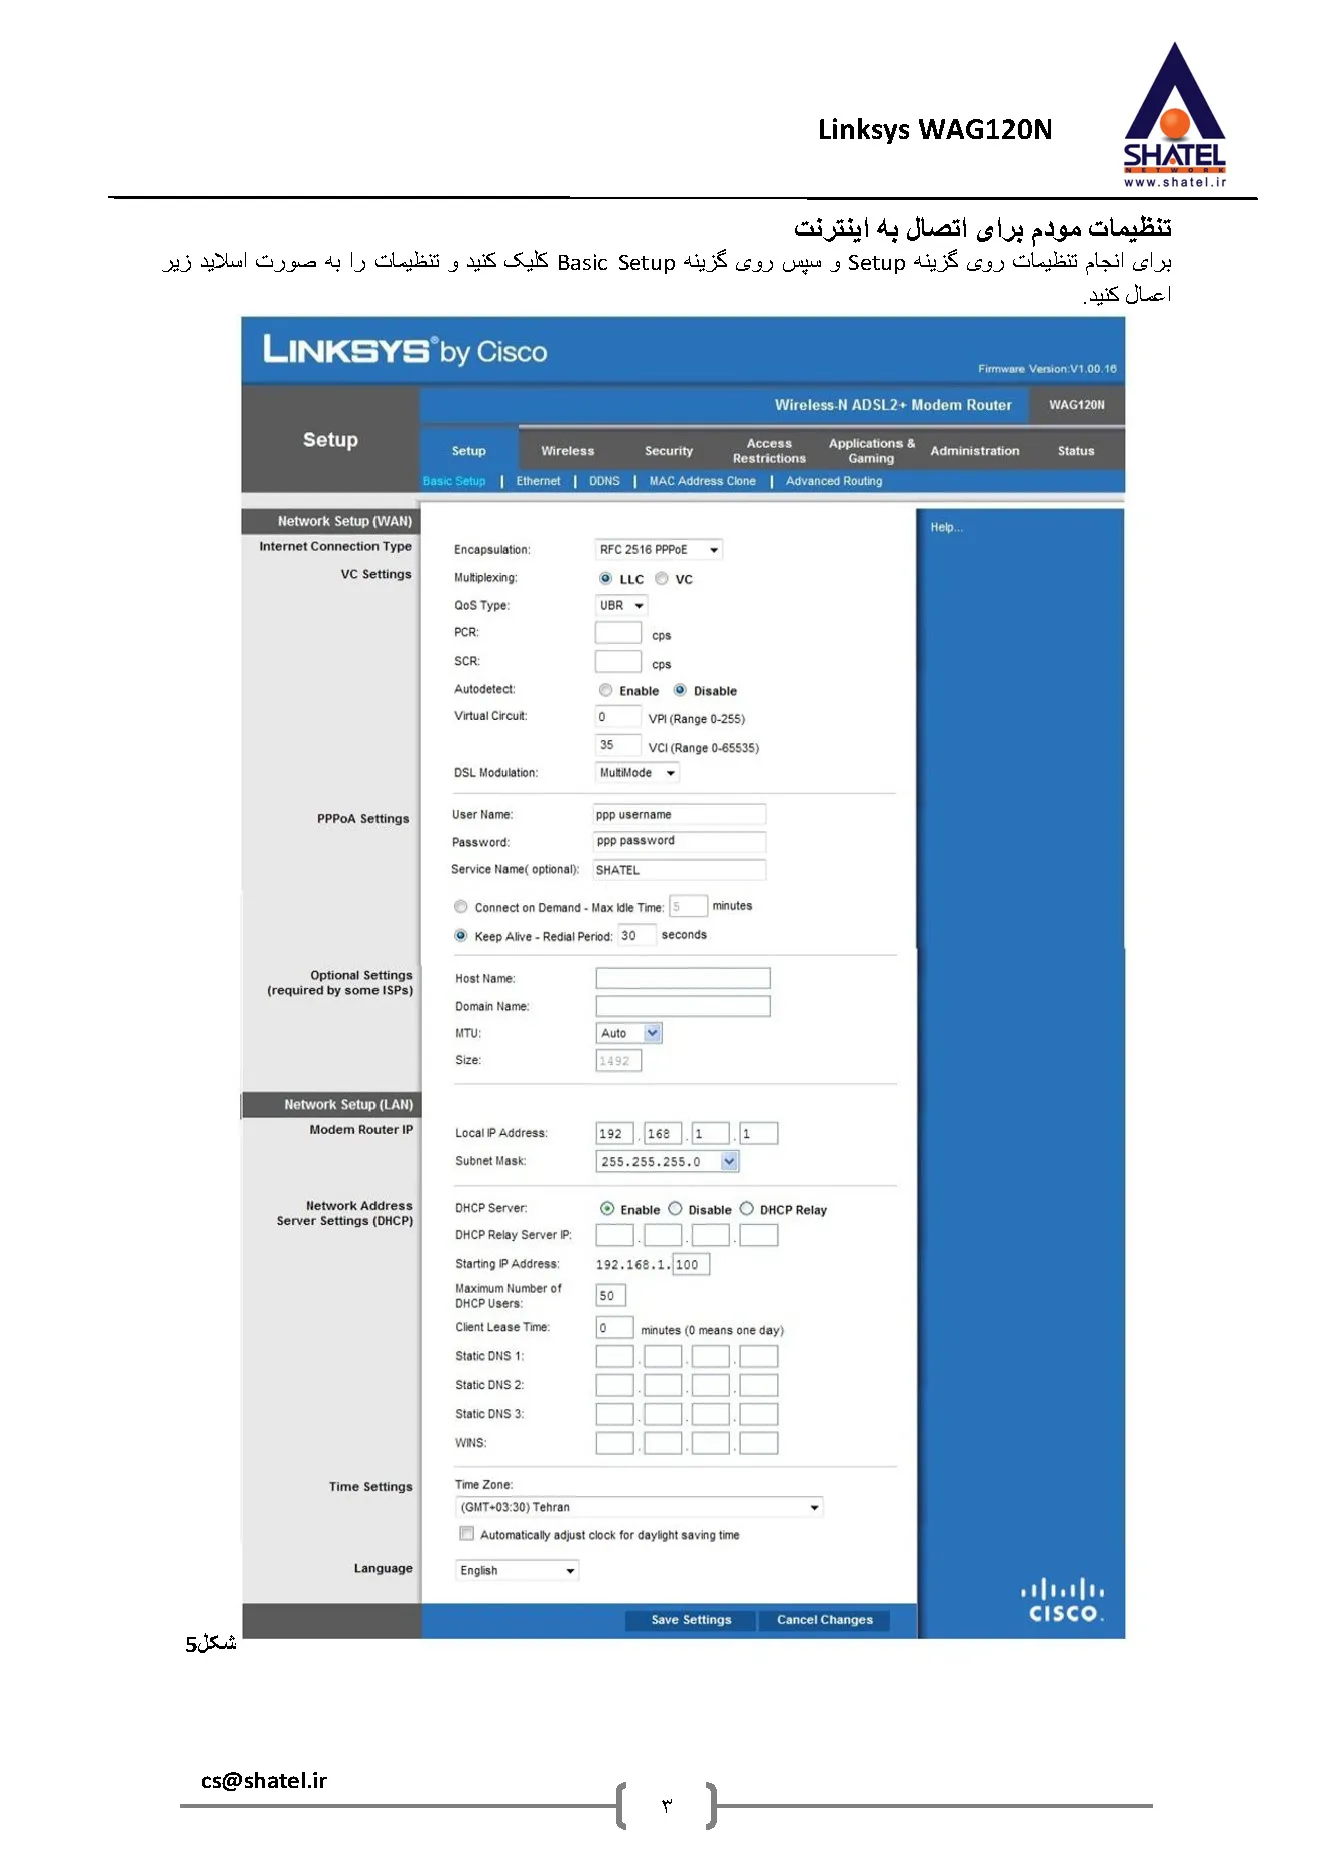 Linksys WAG120N
SHATEL
NETWORK
www.shatel.ir
تنظیمات مودم برای اتصال به اینترنت
برای انجام تنظیمات روی گزینه Setup و سپس روی گزینه Basic Setup کلیک کنید و تنظیمات را به صورت اسلاید زیر
اعمال کنید.
LINKSYS® by Cisco
Firmware Version:V1.00.16
Wireless-N ADSL2+ Modem Router WAG120N
Setup
Setup Wireless Security Access Restrictions Applications & Gaming Administration Status
Basic Setup | Ethernet | DDNS | MAC Address Clone | Advanced Routing
Network Setup (WAN)
Help...
Internet Connection Type
Encapsulation: RFC 2516 PPPoE
VC Settings
Multiplexing: LLC VC
QoS Type: UBR
PCR: cps
SCR: cps
Autodetect: Enable Disable
Virtual Circuit: 0 VPI (Range 0-255)
35 VCI (Range 0-65535)
DSL Modulation: MultiMode
PPPoA Settings
User Name: ppp username
Password: ppp password
Service Name( optional): SHATEL
Connect on Demand - Max Idle Time: 5 minutes
Keep Alive - Redial Period: 30 seconds
Optional Settings
(required by some ISPs)
Host Name:
Domain Name:
MTU: Auto
Size: 1492
Network Setup (LAN)
Modem Router IP
Local IP Address: 192 . 168 . 1 . 1
Subnet Mask: 255.255.255.0
Network Address
Server Settings (DHCP)
DHCP Server: Enable Disable DHCP Relay
DHCP Relay Server IP: . . .
Starting IP Address: 192.168.1. 100
Maximum Number of
DHCP Users: 50
Client Lease Time: 0 minutes (0 means one day)
Static DNS 1: . . .
Static DNS 2: . . .
Static DNS 3: . . .
WINS: . . .
Time Settings
Time Zone:
(GMT+03:30) Tehran
Automatically adjust clock for daylight saving time
Language English
CISCO.
Save Settings Cancel Changes
شکل5
cs@shatel.ir
۳